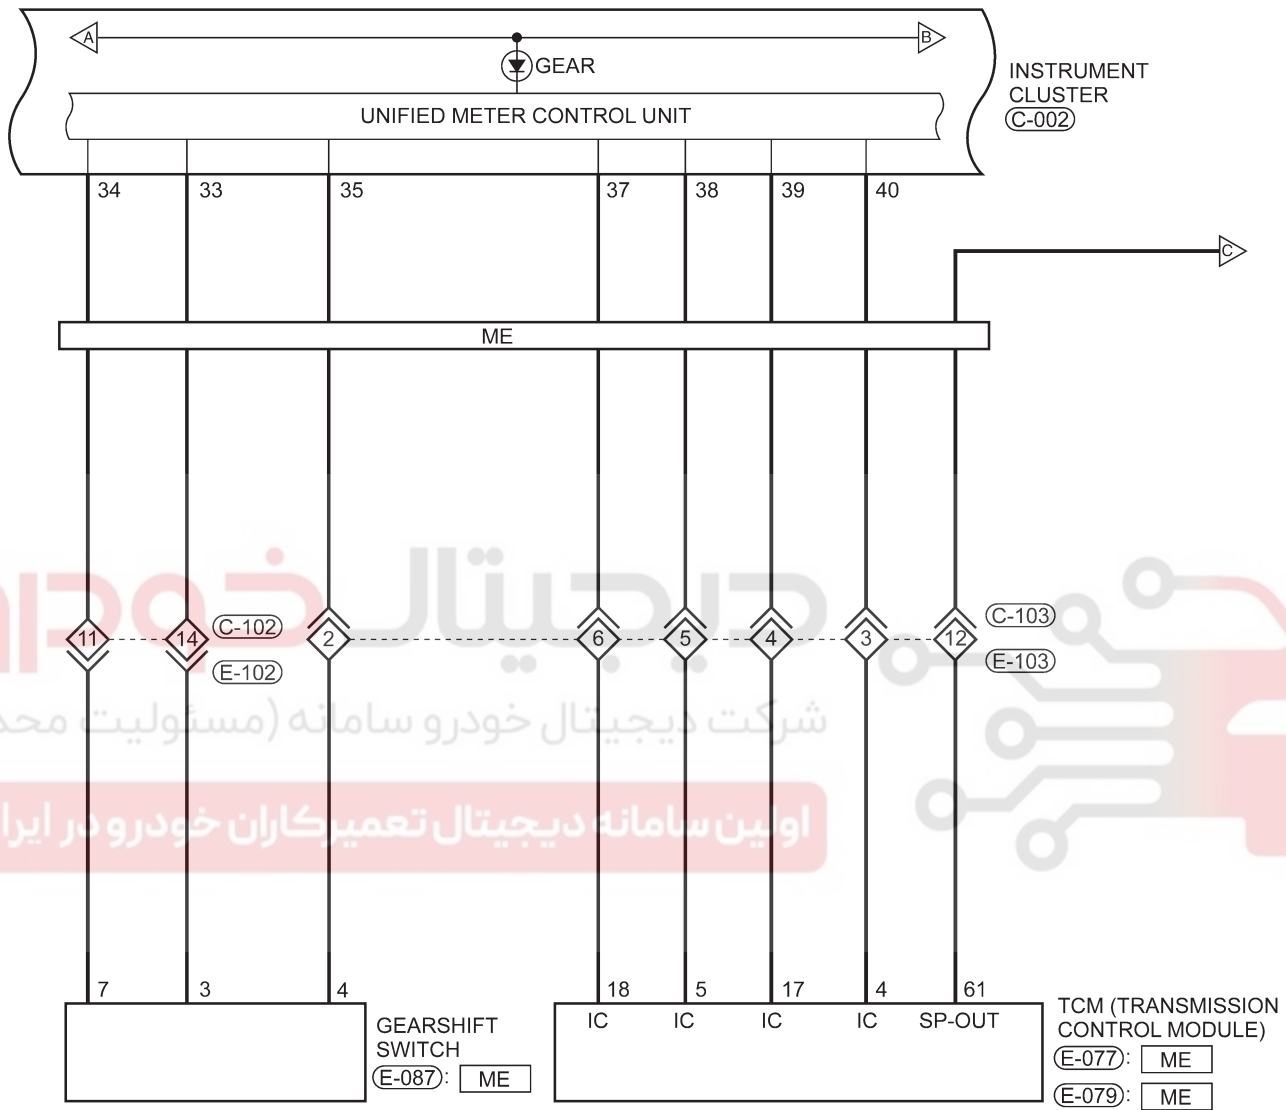 A
B
GEAR
UNIFIED METER CONTROL UNIT
INSTRUMENT
CLUSTER
C-002
34 33 35 37 38 39 40
C
ME
11 14 2 6 5 4 3 12
C-102
E-102
C-103
E-103
دیجیتال خودرو
شرکت دیجیتال خودرو سامانه (مسئولیت
اولین سامانه دیجیتال تعمیرکاران خودرو در
7 3 4 18 5 17 4 61
IC IC IC IC SP-OUT
GEARSHIFT
SWITCH
E-087: ME
TCM (TRANSMISSION
CONTROL MODULE)
E-077: ME
E-079: ME